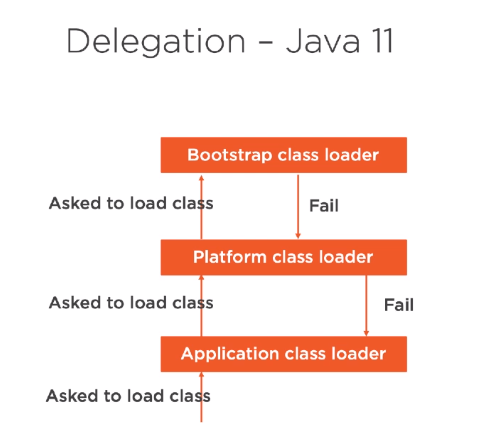 Delegation – Java 11
Bootstrap class loader
Asked to load class
Fail
Platform class loader
Asked to load class
Fail
Application class loader
Asked to load class